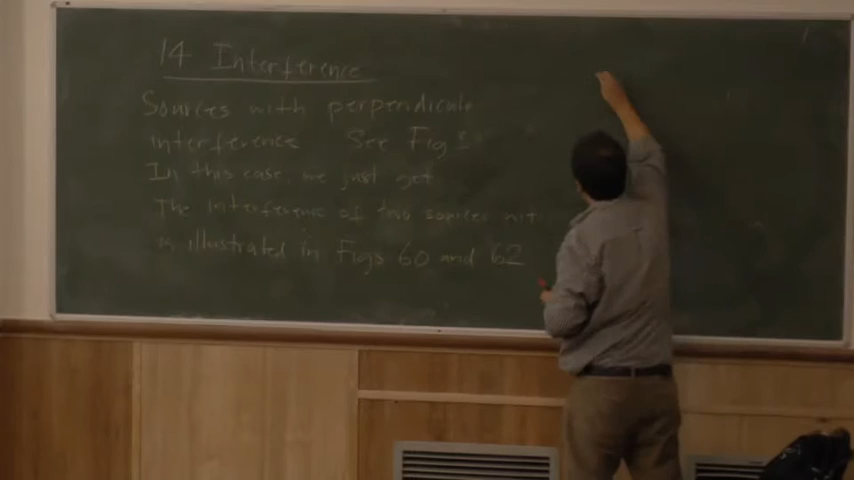 14 Interference
Sources with perpendicula
interference See Fig
In this case, we just get
The interference of two sources wit
is illustrated in Figs 60 and 62